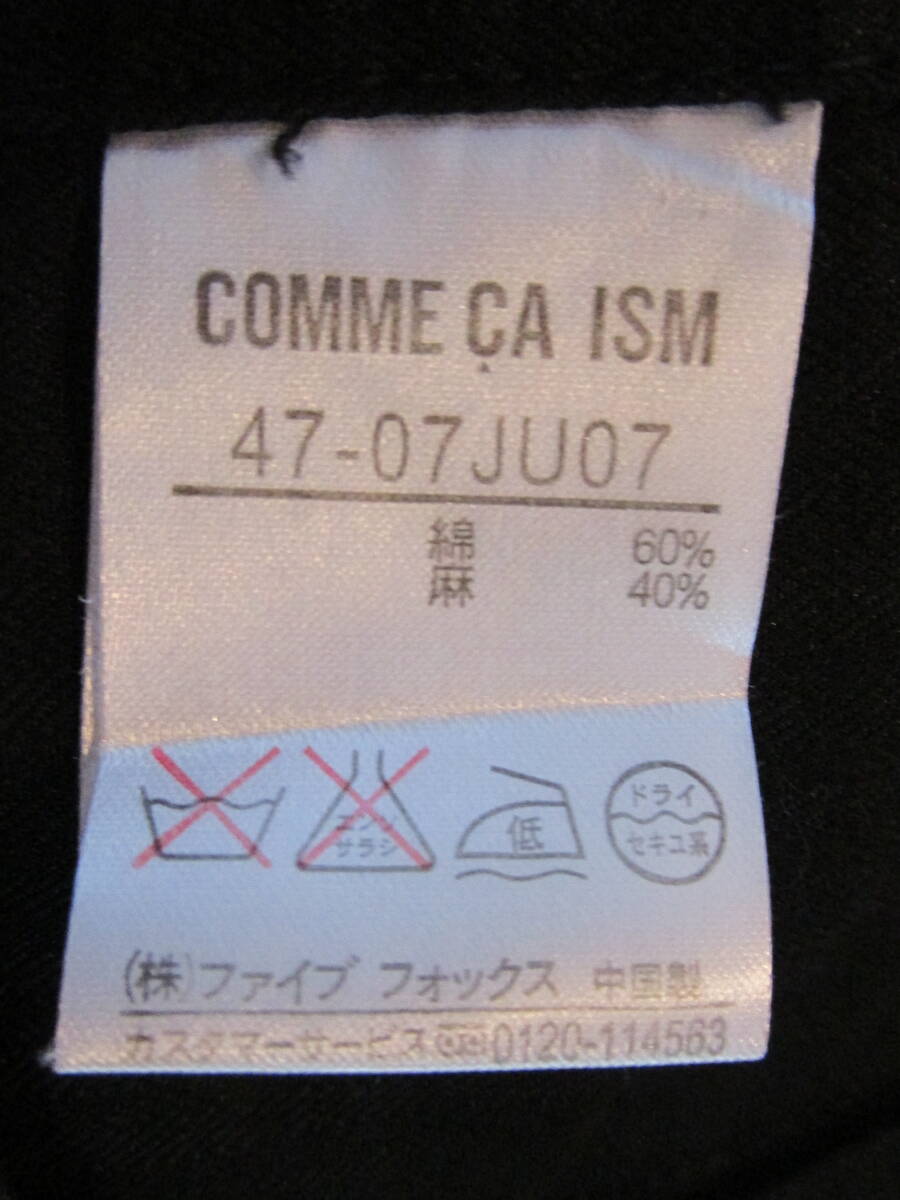 COMME ÇA ISM
47-07JU07
綿 60%
麻 40%
エンソ
サラシ
低
ドライ
セキユ系
(株)ファイブ フォックス 中国製
カスタマーサービス 0120-114563